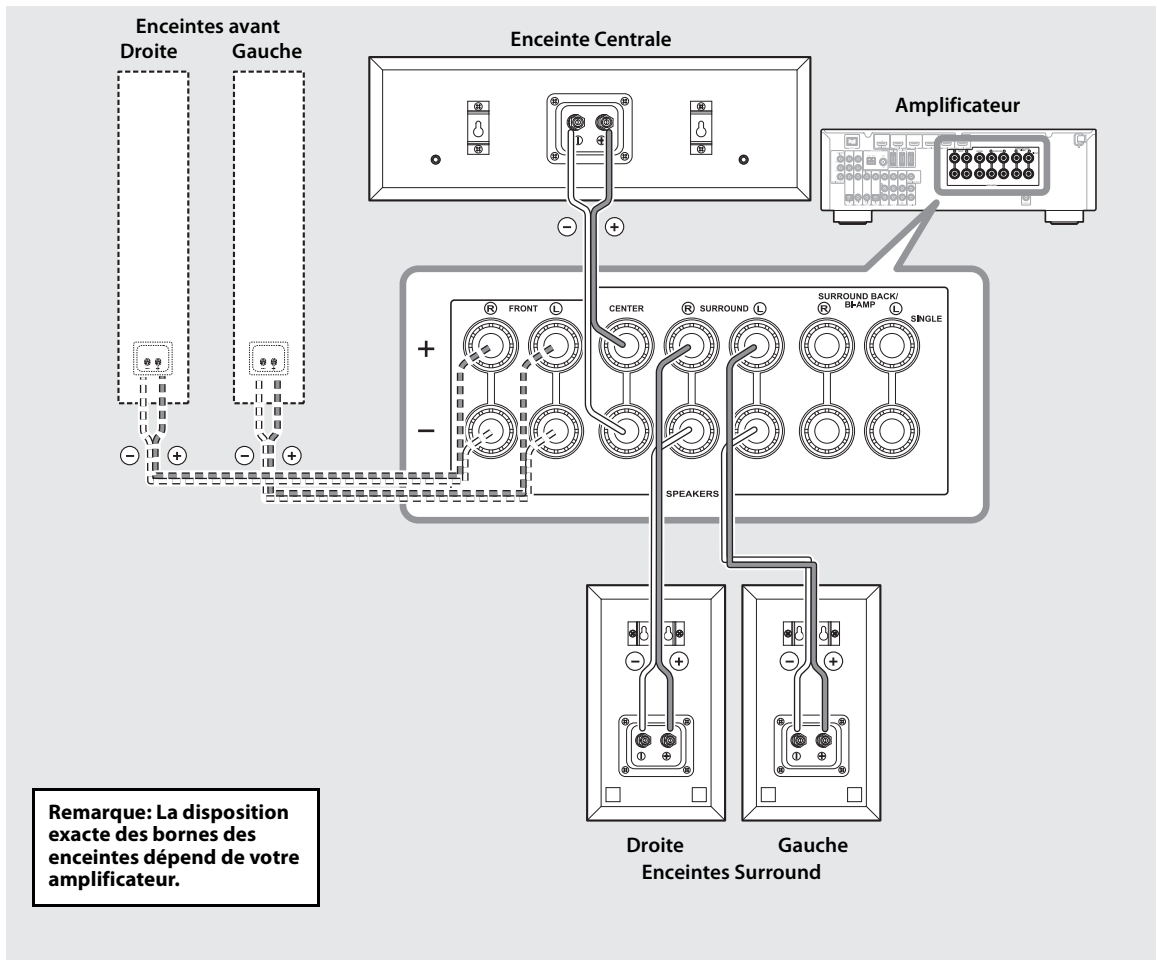 Enceintes avant
Droite Gauche
Enceinte Centrale
Amplificateur
− +
R FRONT L CENTER R SURROUND L SURROUND BACK/
BI-AMP
R L SINGLE
+
−
− + − +
SPEAKERS
− + − +
Remarque: La disposition
exacte des bornes des
enceintes dépend de votre
amplificateur.
Droite Gauche
Enceintes Surround